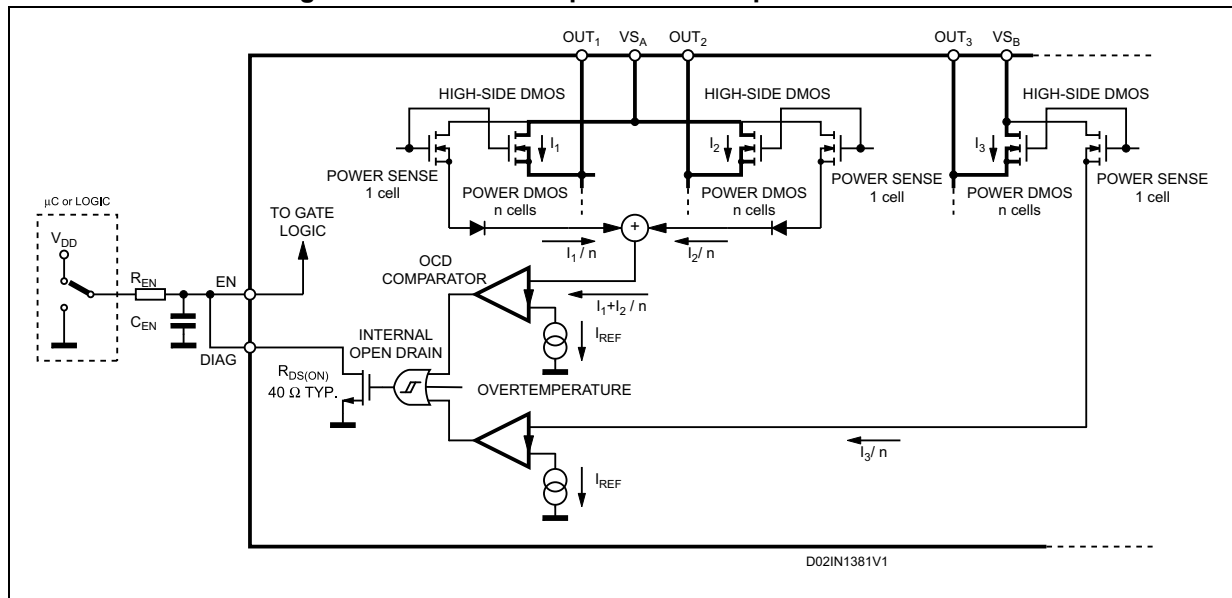 OUT1 VSA OUT2 OUT3 VSB
HIGH-SIDE DMOS HIGH-SIDE DMOS HIGH-SIDE DMOS
I1 I2 I3
POWER SENSE
1 cell
POWER DMOS
n cells
POWER DMOS
n cells
POWER SENSE
1 cell
POWER DMOS
n cells
POWER SENSE
1 cell
μC or LOGIC
VDD
TO GATE
LOGIC
REN
EN
CEN
DIAG
+
I1 / n I2/ n
OCD
COMPARATOR
I1+I2 / n
IREF
INTERNAL
OPEN DRAIN
RDS(ON)
40 Ω TYP.
OVERTEMPERATURE
I3/ n
IREF
D02IN1381V1